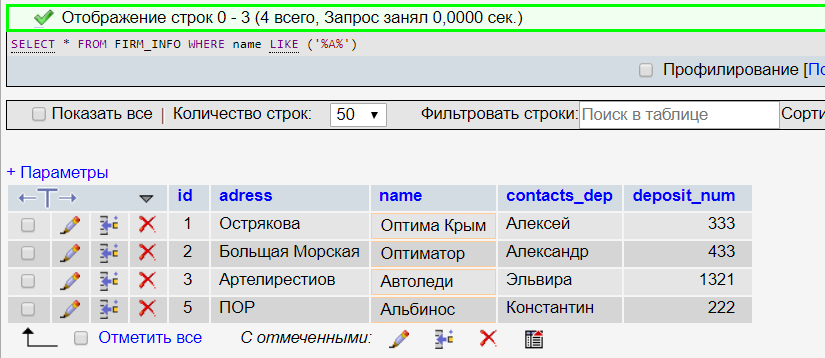 Отображение строк 0 - 3 (4 всего, Запрос занял 0,0000 сек.)
SELECT * FROM FIRM_INFO WHERE name LIKE ('%A%')
Профилирование [По
Показать все | Количество строк: 50 Фильтровать строки: Поиск в таблице Сорти
+ Параметры
id adress name contacts_dep deposit_num
1 Острякова Оптима Крым Алексей 333
2 Больщая Морская Оптиматор Александр 433
3 Артелирестиов Автоледи Эльвира 1321
5 ПОР Альбинос Константин 222
Отметить все С отмеченными: